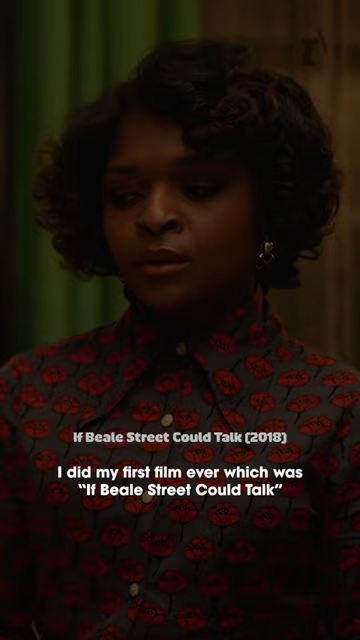 If Beale Street Could Talk (2018)
I did my first film ever which was
“If Beale Street Could Talk”